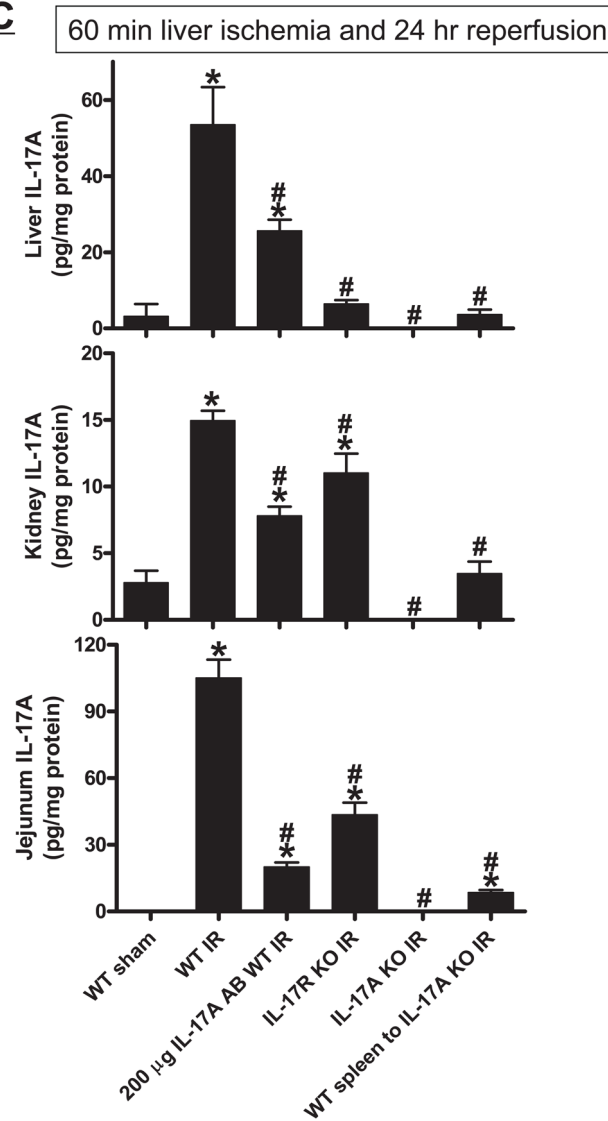 C
60 min liver ischemia and 24 hr reperfusion
Liver IL-17A
(pg/mg protein)
60
40
20
0
*
#
*
#
#
#
Kidney IL-17A
(pg/mg protein)
20
15
10
5
0
*
#
*
#
*
#
#
Jejunum IL-17A
(pg/mg protein)
120
90
60
30
0
*
#
*
#
*
#
#
*
WT sham
WT IR
200 µg IL-17A AB WT IR
IL-17R KO IR
IL-17A KO IR
WT spleen to IL-17A KO IR